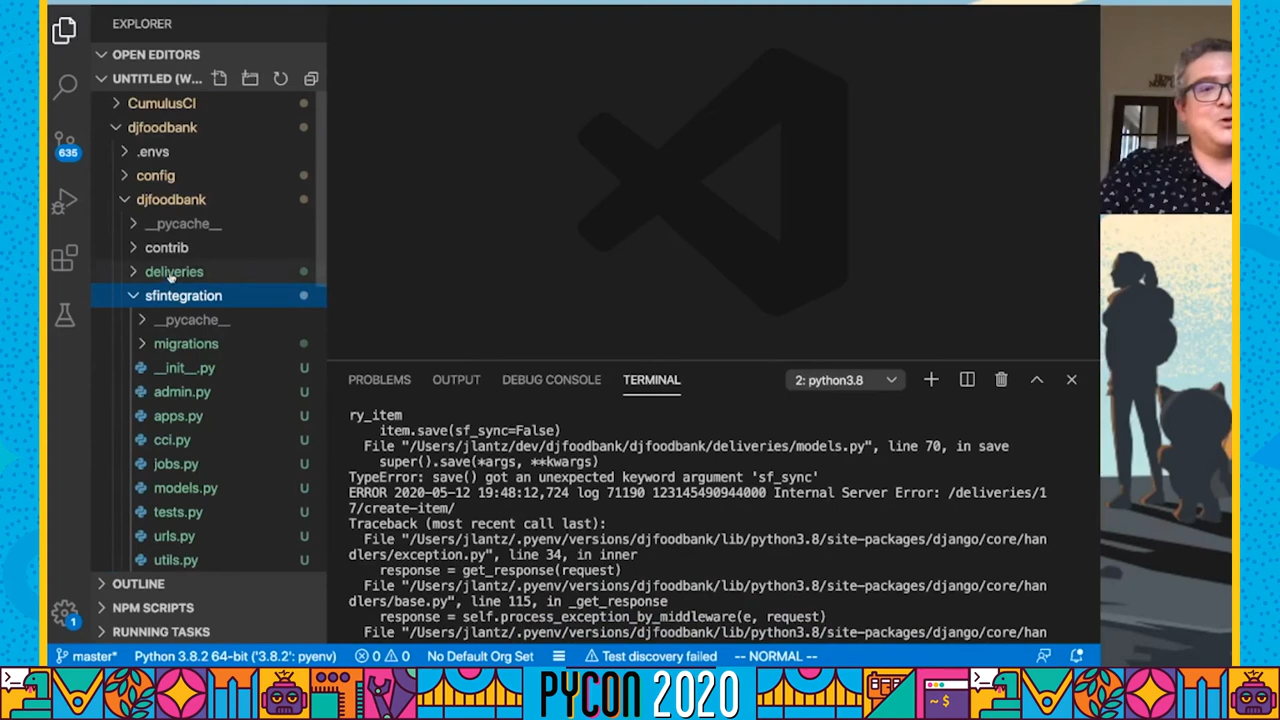 EXPLORER
OPEN EDITORS
UNTITLED (W...
CumulusCI
djfoodbank
.envs
config
djfoodbank
__pycache__
contrib
deliveries
sfintegration
__pycache__
migrations
__init__.py U
admin.py U
apps.py U
cci.py U
jobs.py U
models.py U
tests.py U
urls.py U
utils.py U
OUTLINE
NPM SCRIPTS
RUNNING TASKS
635
1
PROBLEMS OUTPUT DEBUG CONSOLE TERMINAL 2: python3.8
ry_item
item.save(sf_sync=False)
File "/Users/jlantz/dev/djfoodbank/djfoodbank/deliveries/models.py", line 70, in save
super().save(*args, **kwargs)
TypeError: save() got an unexpected keyword argument 'sf_sync'
ERROR 2020-05-12 19:48:12,724 log 71190 123145490944000 Internal Server Error: /deliveries/1
7/create-item/
Traceback (most recent call last):
File "/Users/jlantz/.pyenv/versions/djfoodbank/lib/python3.8/site-packages/django/core/han
dlers/exception.py", line 34, in inner
response = get_response(request)
File "/Users/jlantz/.pyenv/versions/djfoodbank/lib/python3.8/site-packages/django/core/han
dlers/base.py", line 115, in _get_response
response = self.process_exception_by_middleware(e, request)
File "/Users/jlantz/.pyenv/versions/djfoodbank/lib/python3.8/site-packages/django/core/han
master* Python 3.8.2 64-bit ('3.8.2': pyenv) 0 0 No Default Org Set Test discovery failed -- NORMAL --
PYCON 2020
~$